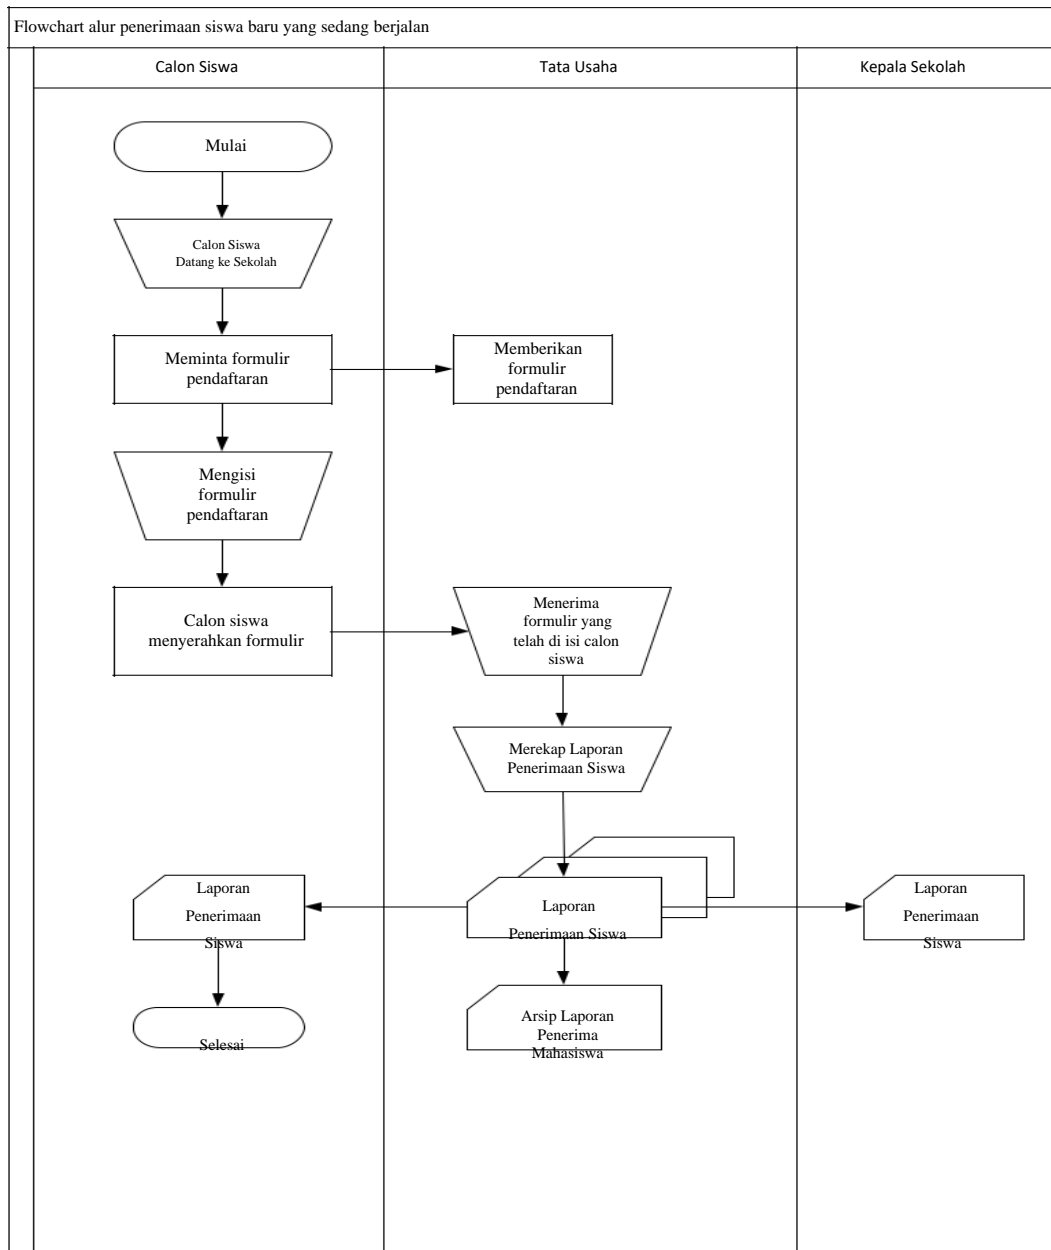 Flowchart alur penerimaan siswa baru yang sedang berjalan
Calon Siswa
Tata Usaha
Kepala Sekolah
Mulai
Calon Siswa
Datang ke Sekolah
Meminta formulir
pendaftaran
Memberikan
formulir
pendaftaran
Mengisi
formulir
pendaftaran
Calon siswa
menyerahkan formulir
Menerima
formulir yang
telah di isi calon
siswa
Merekap Laporan
Penerimaan Siswa
Laporan
Penerimaan
Siswa
Laporan
Penerimaan Siswa
Laporan
Penerimaan
Siswa
Selesai
Arsip Laporan
Penerima
Mahasiswa